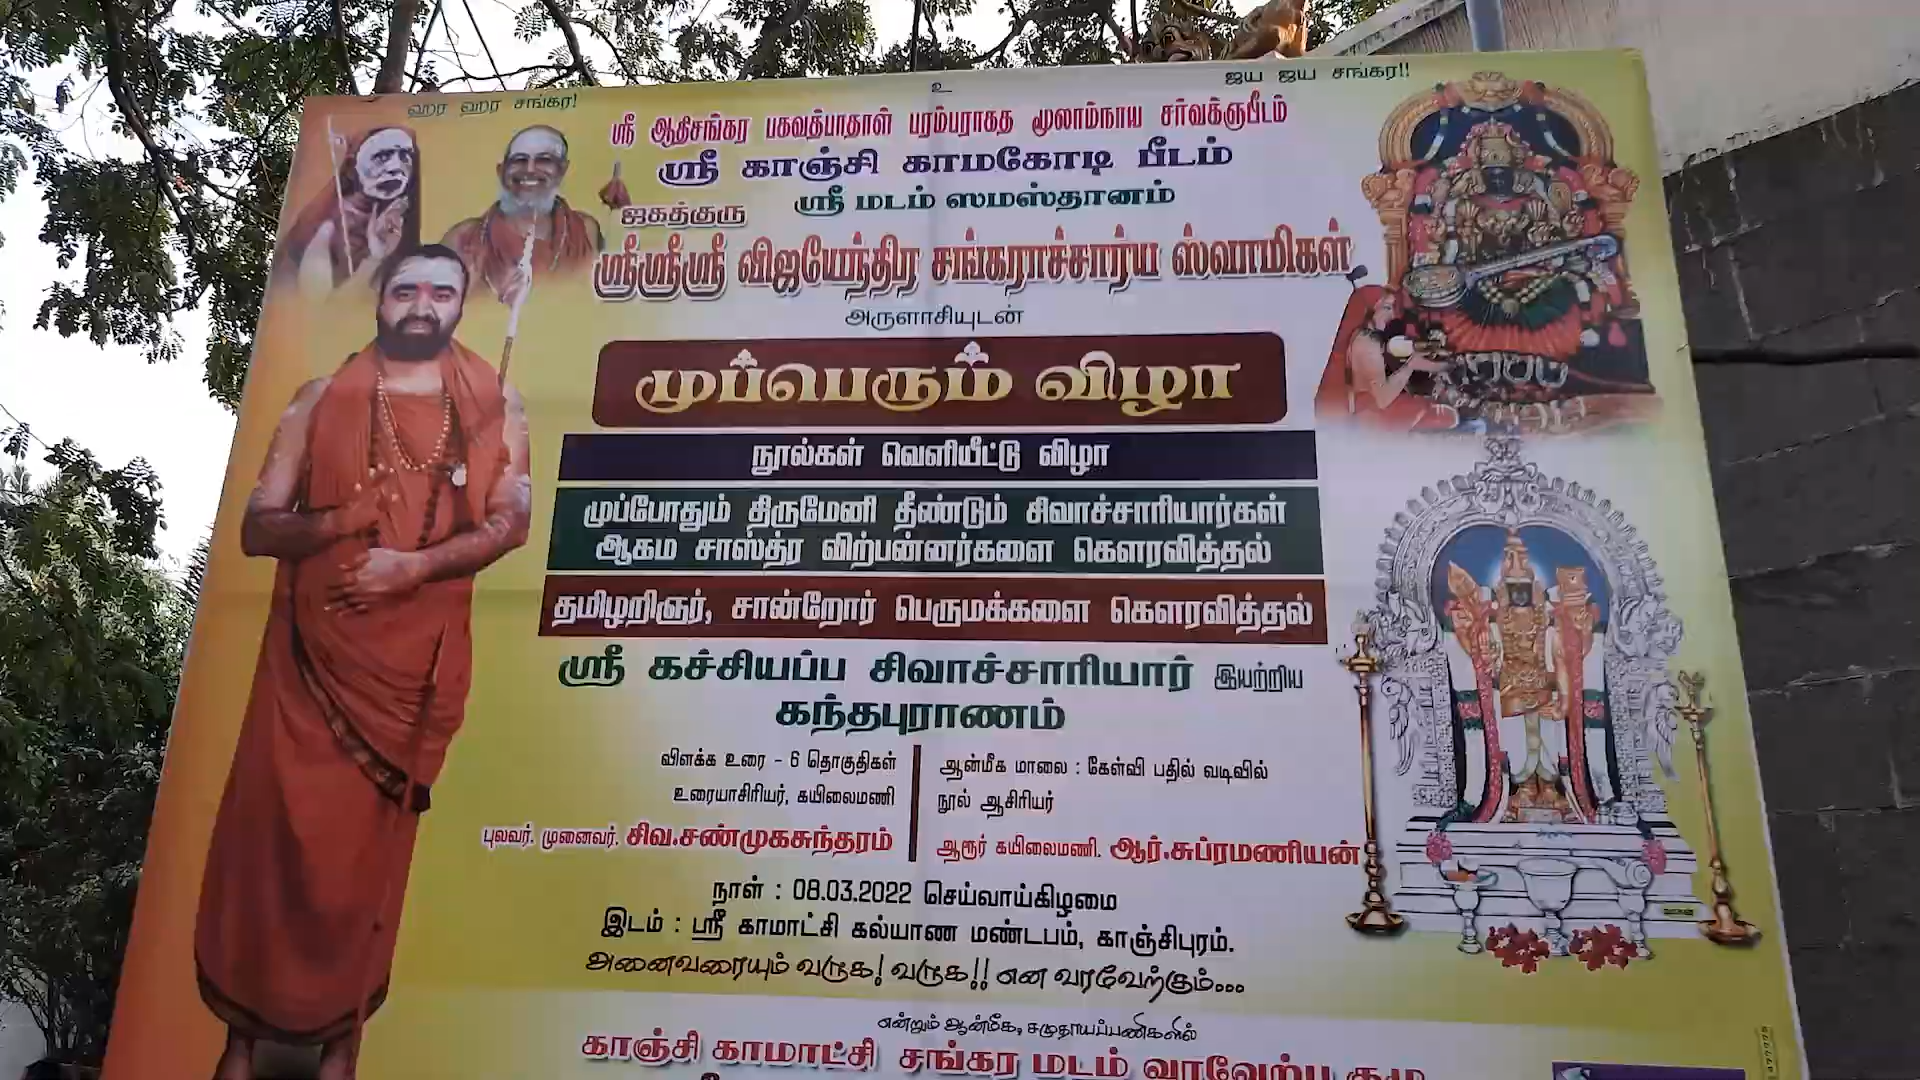 ஹர ஹர சங்கர!
உ
ஜய ஜய சங்கர!!
ஸ்ரீ ஆதிசங்கர பகவத்பாதாள் பரம்பராகத மூலாம்நாய சர்வக்ஞபீடம்
ஸ்ரீ காஞ்சி காமகோடி பீடம்
ஸ்ரீ மடம் ஸமஸ்தானம்
ஜகத்குரு
ஸ்ரீஸ்ரீஸ்ரீ விஜயேந்திர சங்கராச்சார்ய ஸ்வாமிகள்
அருளாசியுடன்
முப்பெரும் விழா
நூல்கள் வெளியீட்டு விழா
முப்போதும் திருமேனி தீண்டும் சிவாச்சாரியார்கள்
ஆகம சாஸ்த்ர விற்பன்னர்களை கௌரவித்தல்
தமிழறிஞர், சான்றோர் பெருமக்களை கௌரவித்தல்
ஸ்ரீ கச்சியப்ப சிவாச்சாரியார் இயற்றிய
கந்தபுராணம்
விளக்க உரை - 6 தொகுதிகள்
உரையாசிரியர், கயிலைமணி
புலவர். முனைவர். சிவ.சண்முகசுந்தரம்
ஆன்மீக மாலை : கேள்வி பதில் வடிவில்
நூல் ஆசிரியர்
ஆரூர் கயிலைமணி. ஆர்.சுப்ரமணியன்
நாள் : 08.03.2022 செய்வாய்கிழமை
இடம் : ஸ்ரீ காமாட்சி கல்யாண மண்டபம், காஞ்சிபுரம்.
அனைவரையும் வருக! வருக!! என வரவேற்கும்...
என்றும் ஆன்மீக, சமுதாயப்பணிகளில்
காஞ்சி காமாட்சி சங்கர மடம் வரவேற்பு குழு